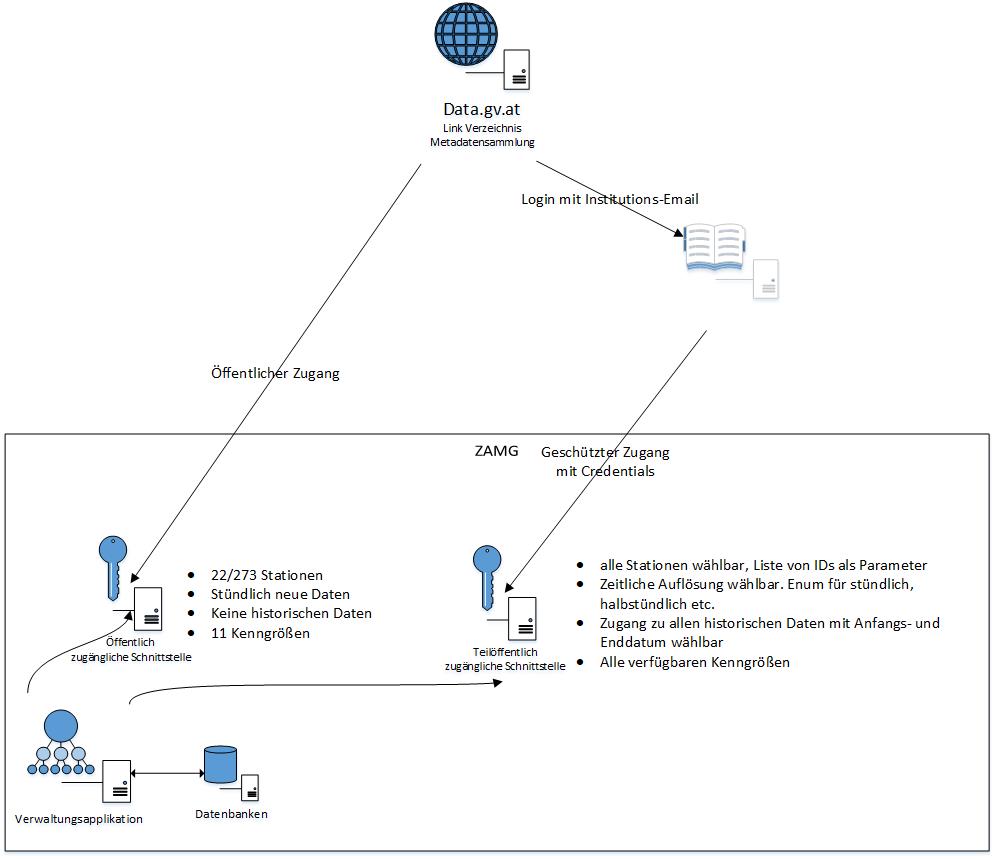 Data.gv.at
Link Verzeichnis
Metadatensammlung
Login mit Institutions-Email
Öffentlicher Zugang
ZAMG
Geschützter Zugang
mit Credentials
• 22/273 Stationen
• Stündlich neue Daten
• Keine historischen Daten
• 11 Kenngrößen
Öffentlich
zugängliche Schnittstelle
• alle Stationen wählbar, Liste von IDs als Parameter
• Zeitliche Auflösung wählbar. Enum für stündlich,
halbstündlich etc.
• Zugang zu allen historischen Daten mit Anfangs- und
Enddatum wählbar
• Alle verfügbaren Kenngrößen
Teilöffentlich
zugängliche Schnittstelle
Verwaltungsapplikation
Datenbanken